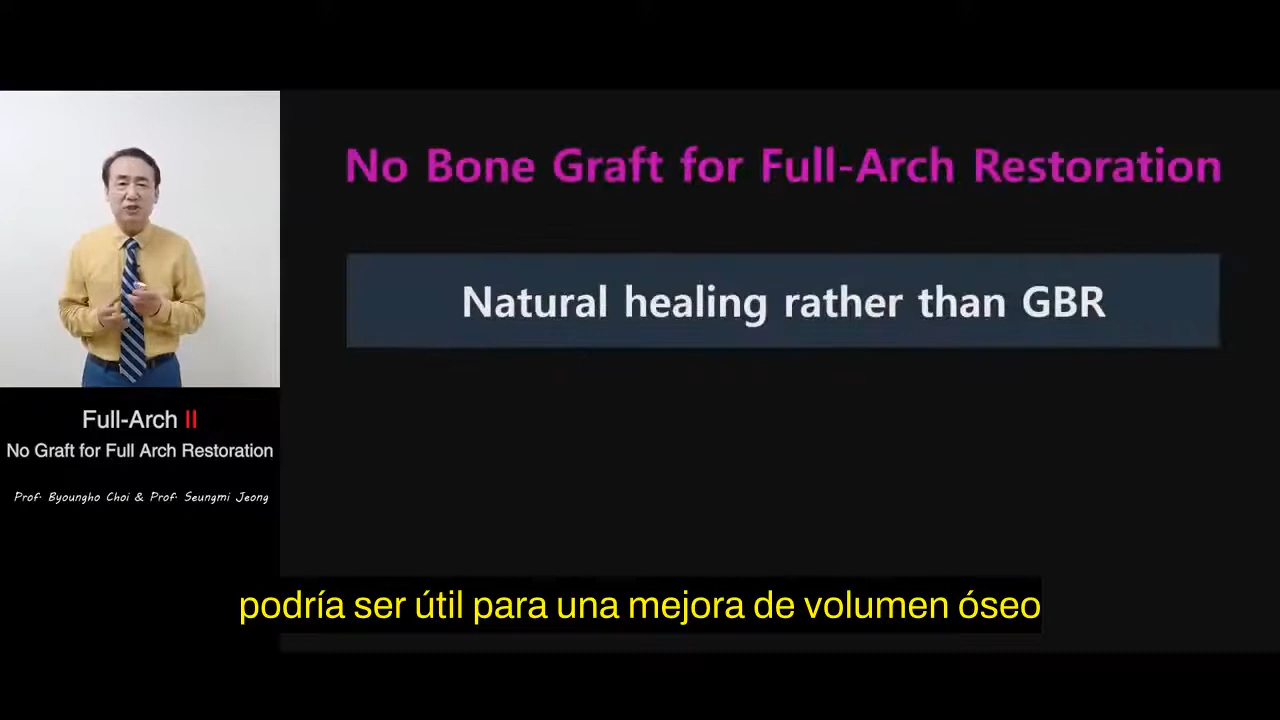 No Bone Graft for Full-Arch Restoration
Natural healing rather than GBR
Full-Arch II
No Graft for Full Arch Restoration
Prof. Byoungho Choi & Prof. Seungmi Jeong
podría ser útil para una mejora de volumen óseo